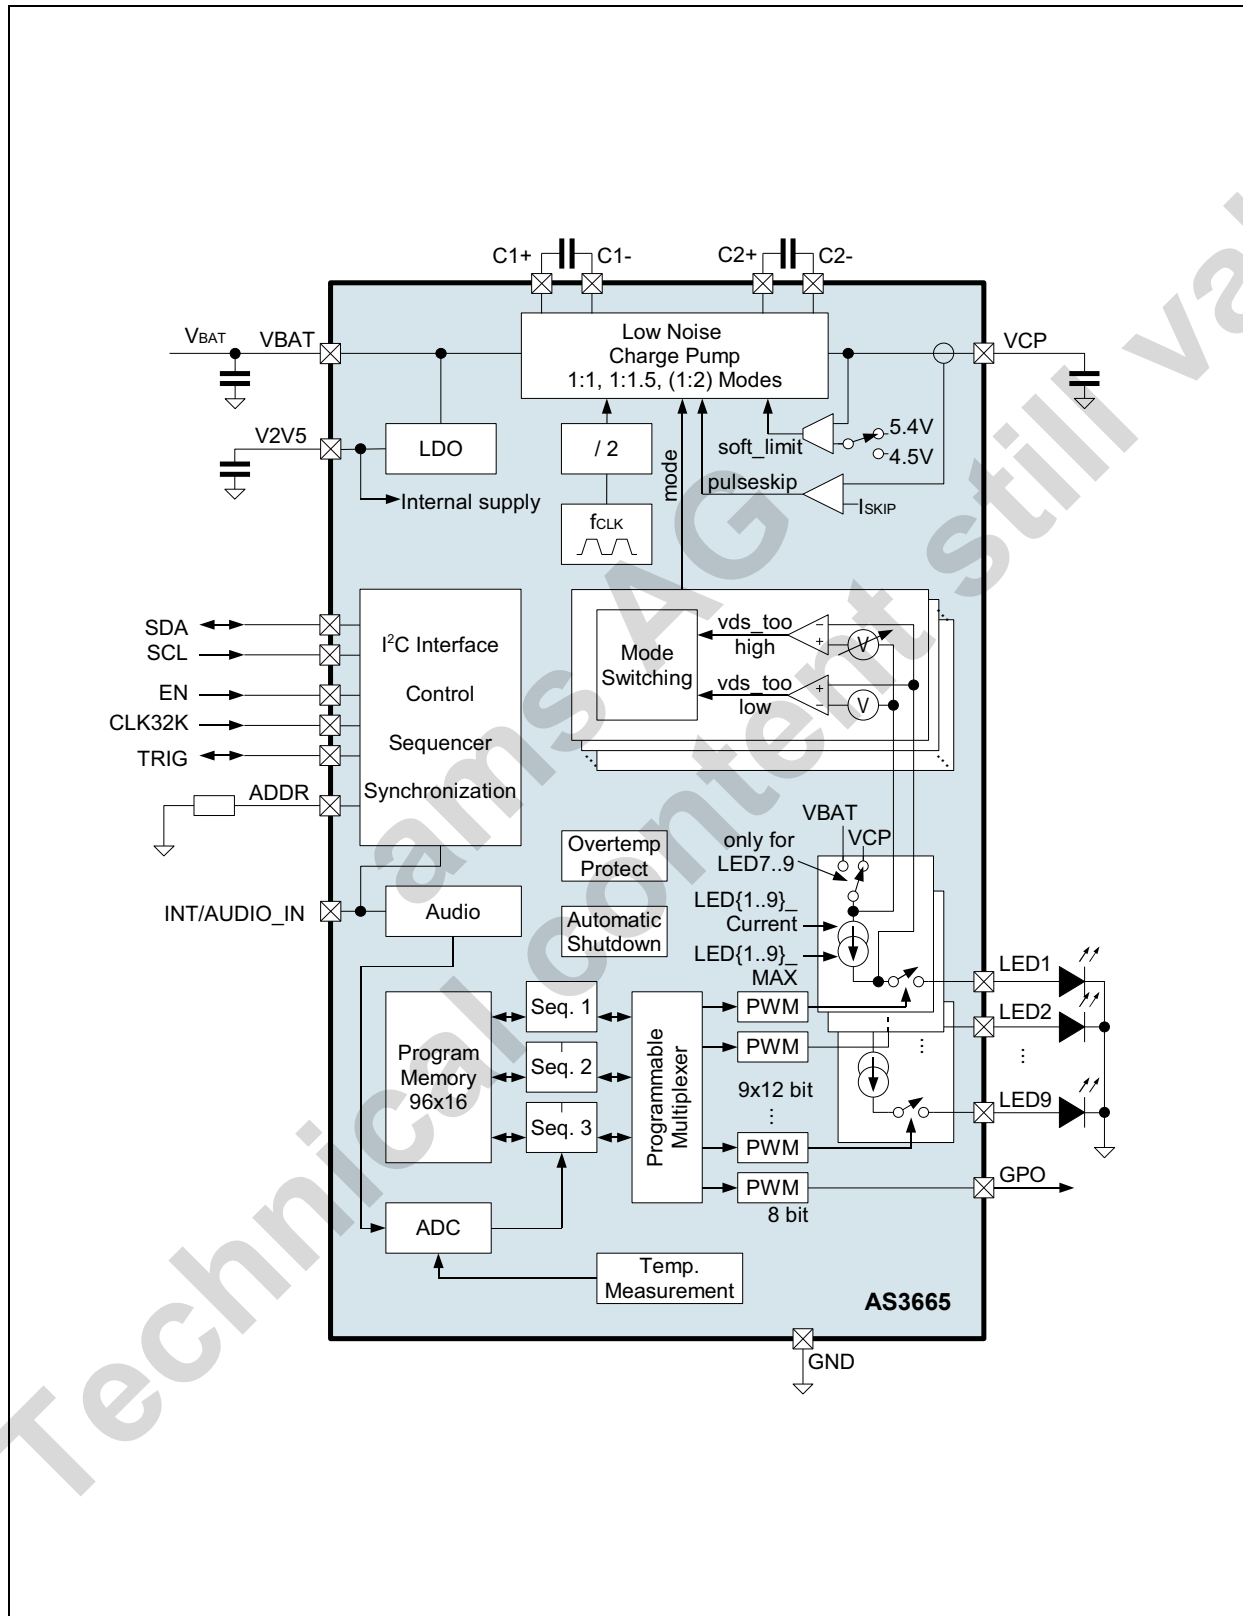 C1+ C1- C2+ C2-
VBAT VBAT
Low Noise
Charge Pump
1:1, 1:1.5, (1:2) Modes
VCP
V2V5
LDO
/ 2
mode
soft_limit
5.4V
4.5V
pulseskip
ISKIP
Internal supply
fCLK
SDA
SCL
EN
CLK32K
TRIG
ADDR
I2C Interface
Control
Sequencer
Synchronization
Mode
Switching
vds_too
high
vds_too
low
+
−
+
−
V
V
VBAT
VCP
only for
LED7..9
Overtemp
Protect
INT/AUDIO_IN
Audio
Automatic
Shutdown
LED{1..9}_
Current
LED{1..9}_
MAX
LED1
LED2
⋮
LED9
GPO
Program
Memory
96x16
Seq. 1
Seq. 2
Seq. 3
Programmable
Multiplexer
PWM
PWM
9x12 bit
...
PWM
PWM
8 bit
ADC
Temp.
Measurement
AS3665
GND
ams AG
Technical content still val